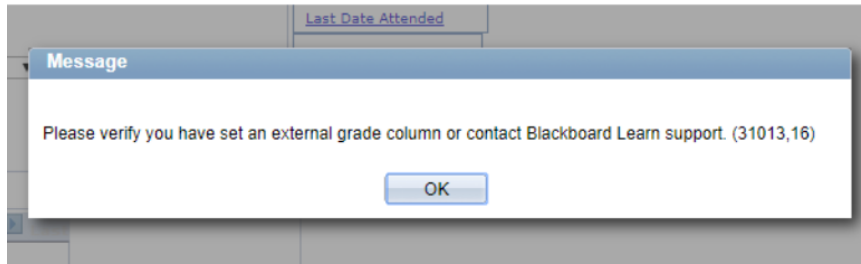 Last Date Attended
Message
Please verify you have set an external grade column or contact Blackboard Learn support. (31013,16)
OK